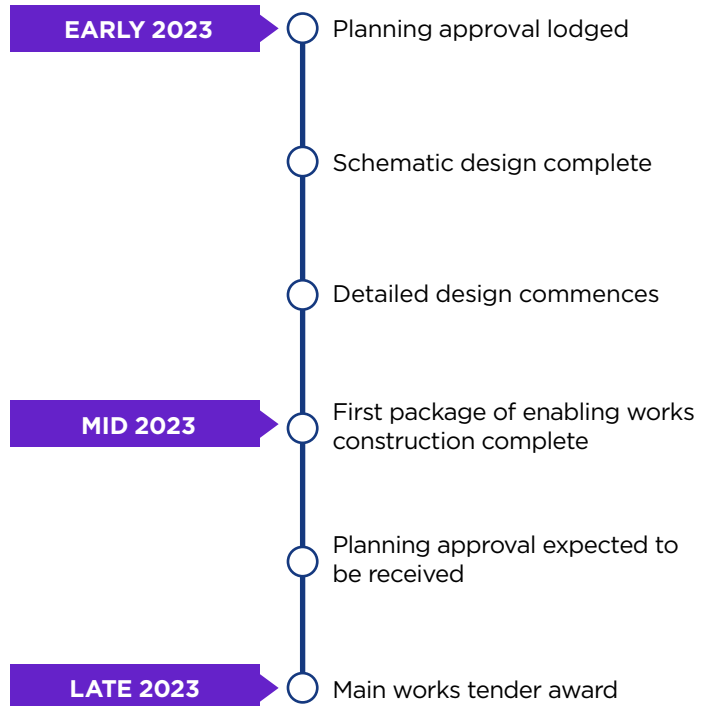 EARLY 2023
Planning approval lodged
Schematic design complete
Detailed design commences
MID 2023
First package of enabling works
construction complete
Planning approval expected to
be received
LATE 2023
Main works tender award